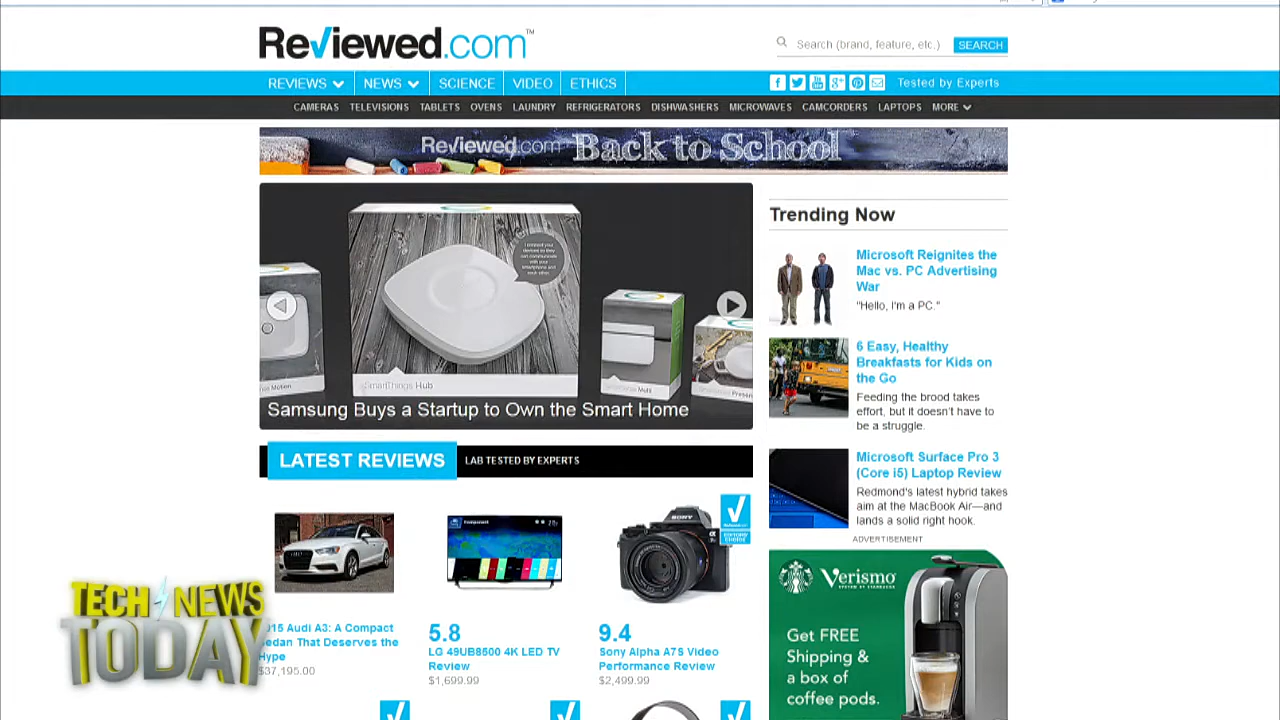 Reviewed.com™
Search (brand, feature, etc.)
SEARCH
REVIEWS
NEWS
SCIENCE
VIDEO
ETHICS
Tested by Experts
CAMERAS
TELEVISIONS
TABLETS
OVENS
LAUNDRY
REFRIGERATORS
DISHWASHERS
MICROWAVES
CAMCORDERS
LAPTOPS
MORE
Reviewed.com Back to School
SmartThings Hub
Samsung Buys a Startup to Own the Smart Home
Trending Now
Microsoft Reignites the
Mac vs. PC Advertising
War
"Hello, I'm a PC."
6 Easy, Healthy
Breakfasts for Kids on
the Go
Feeding the brood takes
effort, but it doesn't have to
be a struggle.
Microsoft Surface Pro 3
(Core i5) Laptop Review
Redmond's latest hybrid takes
aim at the MacBook Air—and
lands a solid right hook.
ADVERTISEMENT
Verismo
Get FREE
Shipping &
a box of
coffee pods.
LATEST REVIEWS
LAB TESTED BY EXPERTS
SONY
2015 Audi A3: A Compact
Sedan That Deserves the
Hype
$37,195.00
5.8
LG 49UB8500 4K LED TV
Review
$1,699.99
9.4
Sony Alpha A7S Video
Performance Review
$2,499.99
TECH NEWS
TODAY